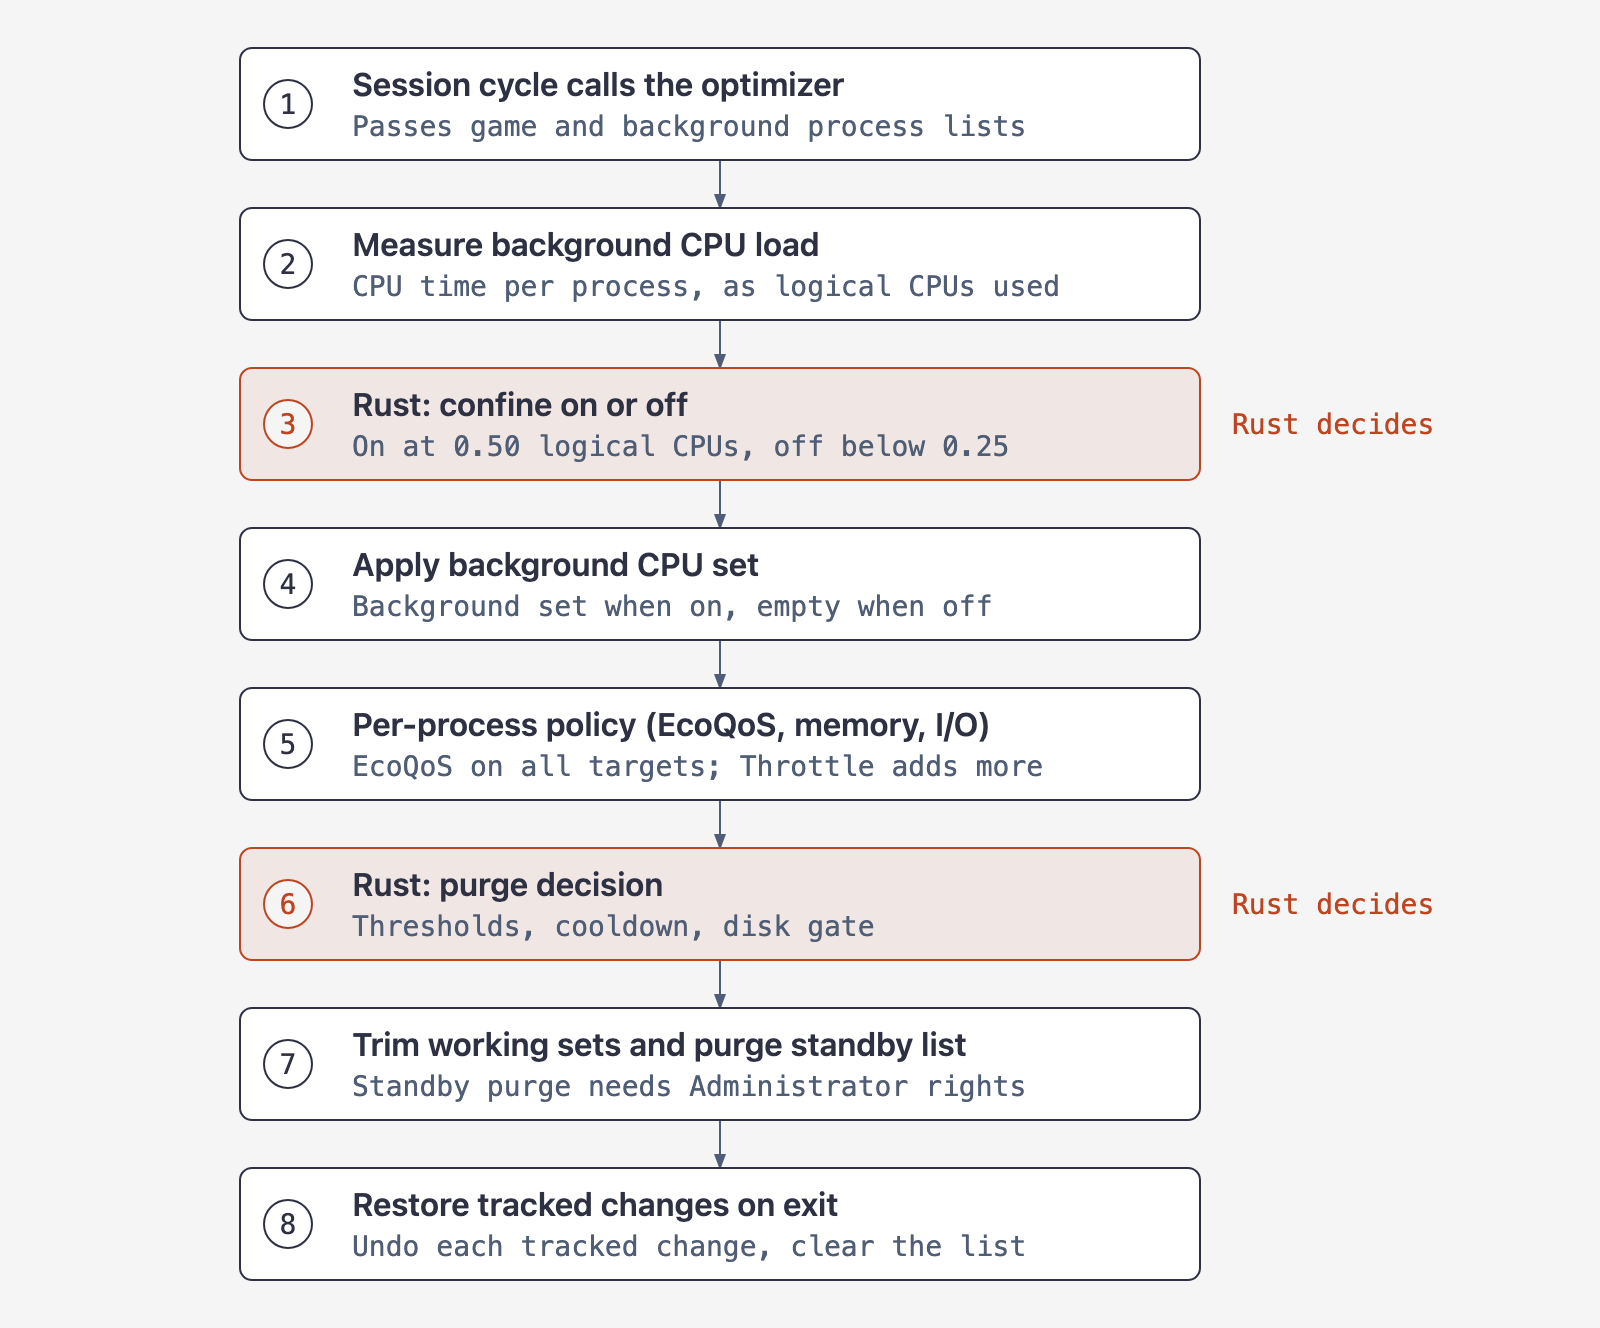 1
Session cycle calls the optimizer
Passes game and background process lists
2
Measure background CPU load
CPU time per process, as logical CPUs used
3
Rust: confine on or off
On at 0.50 logical CPUs, off below 0.25
Rust decides
4
Apply background CPU set
Background set when on, empty when off
5
Per-process policy (EcoQoS, memory, I/O)
EcoQoS on all targets; Throttle adds more
6
Rust: purge decision
Thresholds, cooldown, disk gate
Rust decides
7
Trim working sets and purge standby list
Standby purge needs Administrator rights
8
Restore tracked changes on exit
Undo each tracked change, clear the list